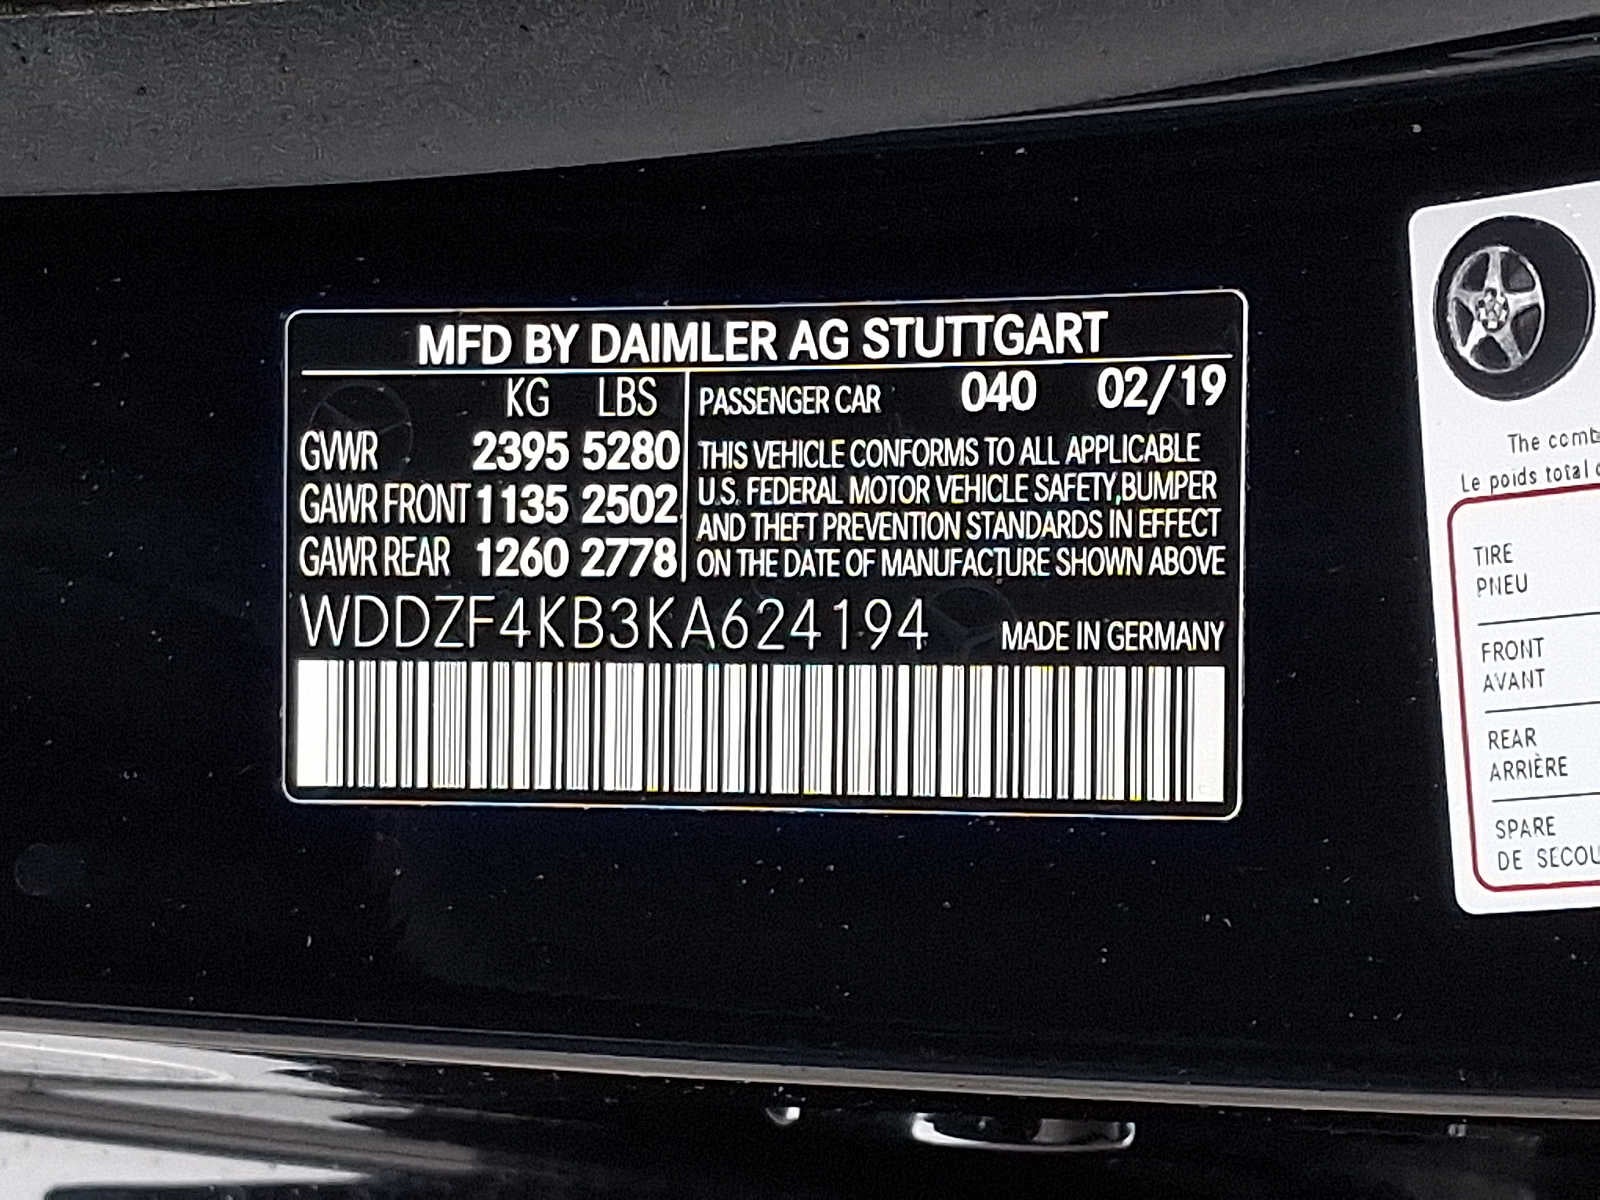 MFD BY DAIMLER AG STUTTGART
KG LBS
GVWR 2395 5280
GAWR FRONT 1135 2502
GAWR REAR 1260 2778
PASSENGER CAR 040 02/19
THIS VEHICLE CONFORMS TO ALL APPLICABLE
U.S. FEDERAL MOTOR VEHICLE SAFETY, BUMPER
AND THEFT PREVENTION STANDARDS IN EFFECT
ON THE DATE OF MANUFACTURE SHOWN ABOVE
WDDZF4KB3KA624194 MADE IN GERMANY
The
Le poids total
TIRE
PNEU
FRONT
AVANT
REAR
ARRIÈRE
SPARE
DE